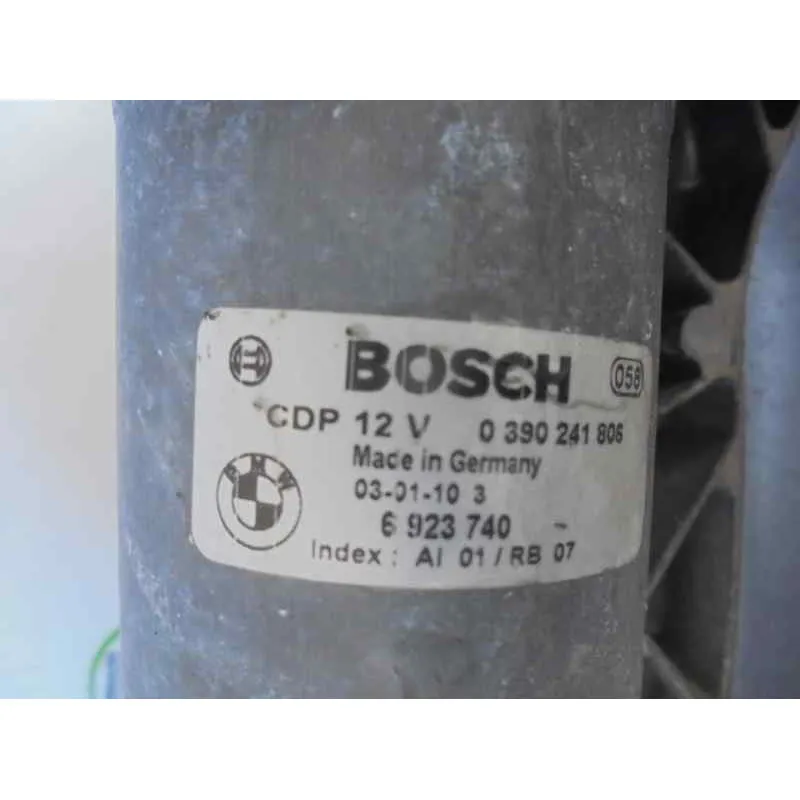 BOSCH 058
CDP 12 V 0 390 241 806
Made in Germany
BMW
03-01-10 3
6 923 740 -
Index : AI 01 / RB 07